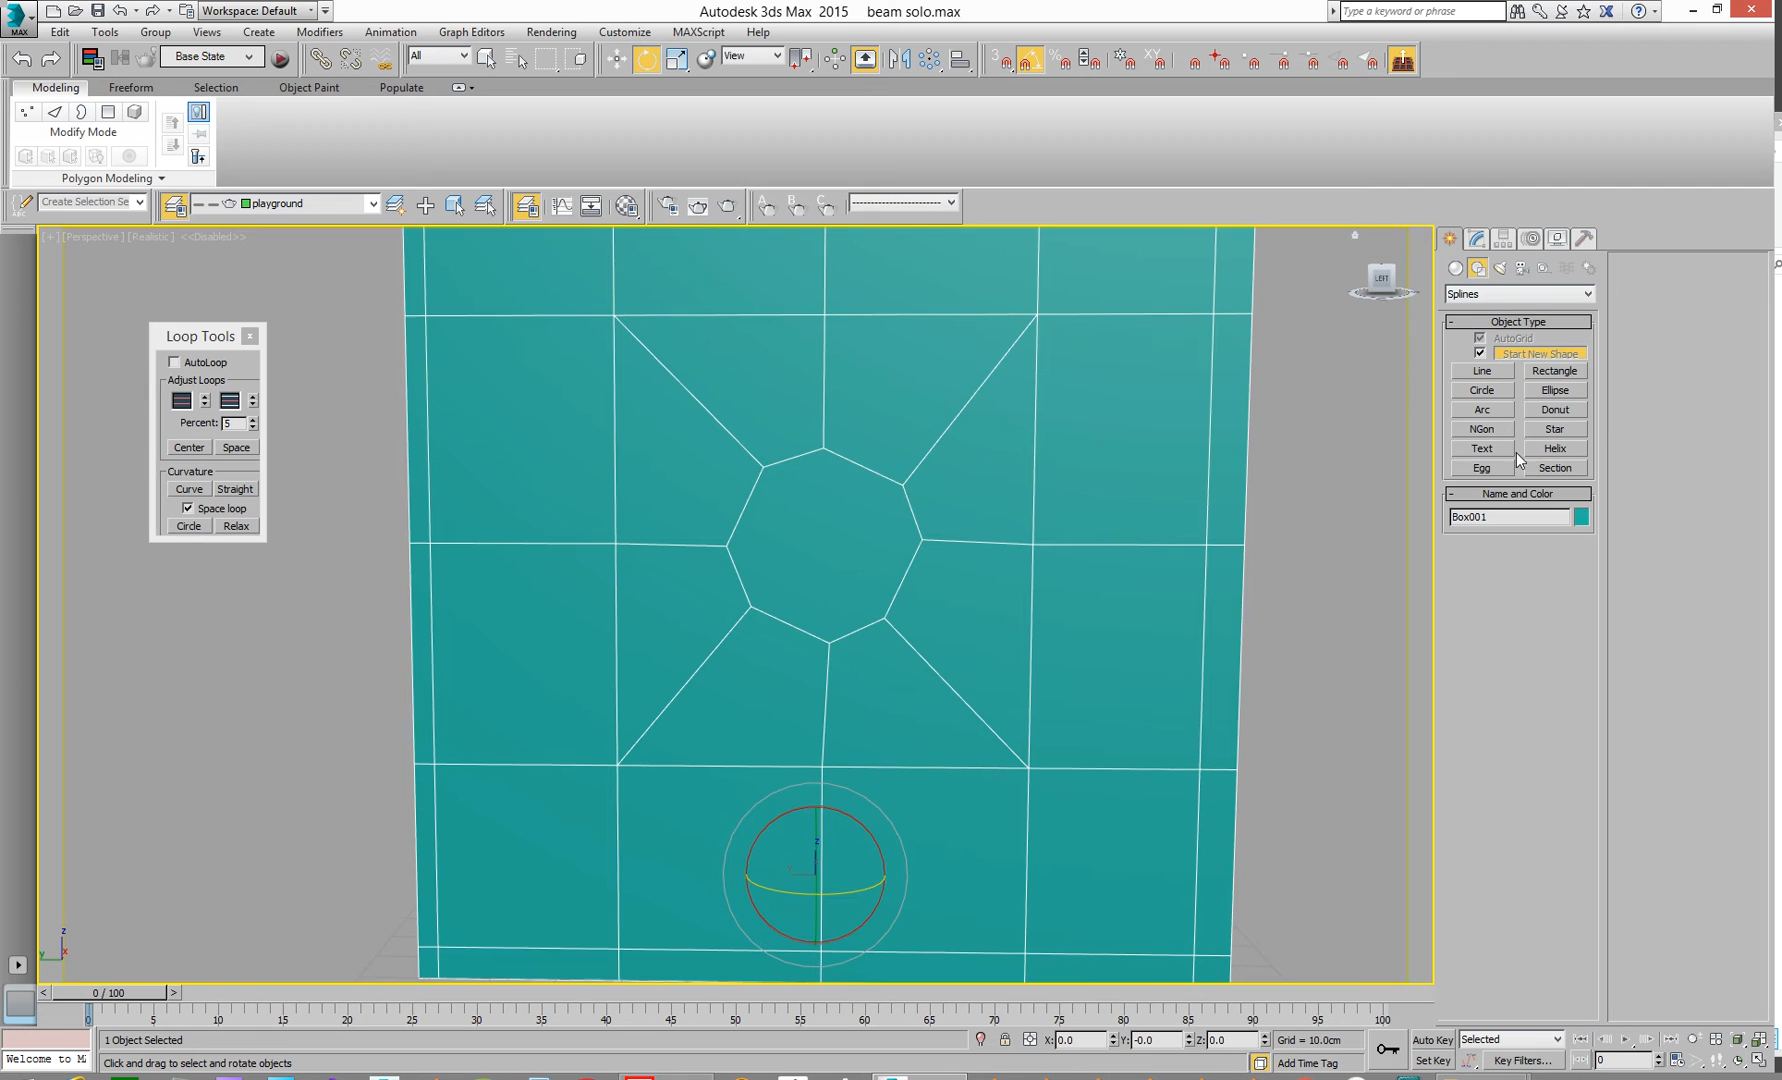 Workspace: Default
Autodesk 3ds Max 2015 beam solo.max
Type a keyword or phrase
MAX
Edit Tools Group Views Create Modifiers Animation Graph Editors Rendering Customize MAXScript Help
Base State
All
View
3
Modeling Freeform Selection Object Paint Populate
Modify Mode
Polygon Modeling
ABC
Create Selection Se
playground
A B C
[+][Perspective][Realistic] <<Disabled>>
LEFT
Loop Tools x
AutoLoop
Adjust Loops
Percent: 5
Center Space
Curvature
Curve Straight
Space loop
Circle Relax
Splines
- Object Type
AutoGrid
Start New Shape
Line Rectangle
Circle Ellipse
Arc Donut
NGon Star
Text Helix
Egg Section
- Name and Color
Box001
z
z
y x
< 0 / 100 >
0 5 10 15 20 25 30 35 40 45 50 55 60 65 70 75 80 85 90 95 100
1 Object Selected
X: 0.0 Y: -0.0 Z: 0.0 Grid = 10.0cm
Auto Key Selected
Welcome to MA
Click and drag to select and rotate objects
Add Time Tag
Set Key Key Filters... 0